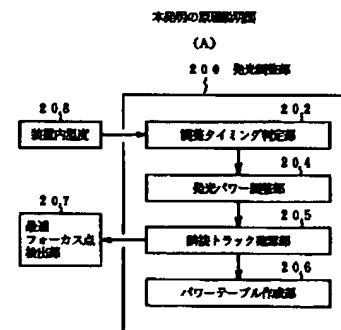 本発明の原理説明図
(A)
200 発光調整部
208
装置内温度
202
調整タイミング判定部
204
発光パワー調整部
207
最適
フォーカス点
検出部
205
隣接トラック確認部
206
パワーテーブル作成部